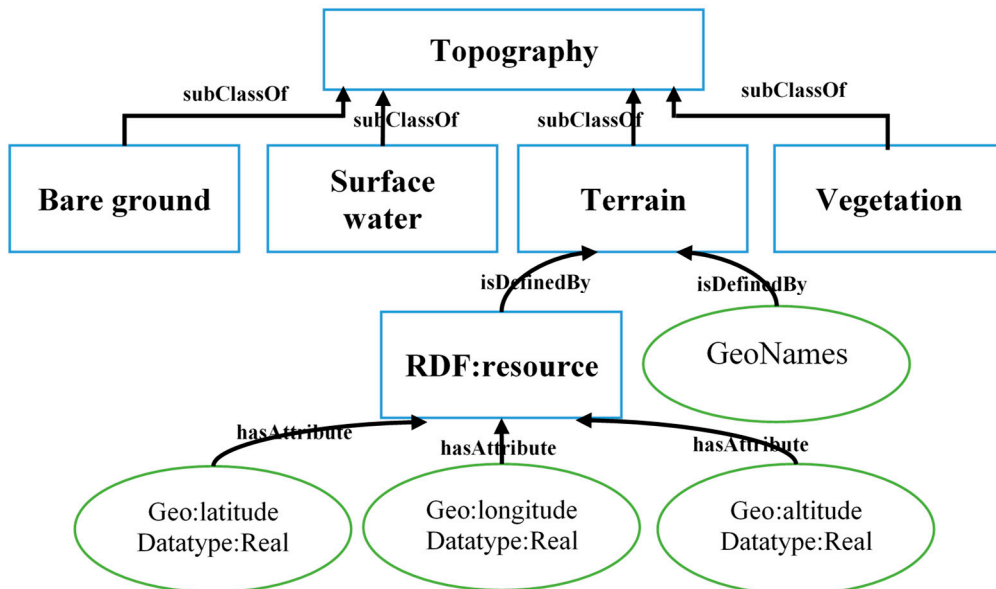 Topography
subClassOf
subClassOf
subClassOf
subClassOf
Bare ground
Surface
water
Terrain
Vegetation
isDefinedBy
isDefinedBy
RDF:resource
GeoNames
hasAttribute
hasAttribute
hasAttribute
Geo:latitude
Datatype:Real
Geo:longitude
Datatype:Real
Geo:altitude
Datatype:Real